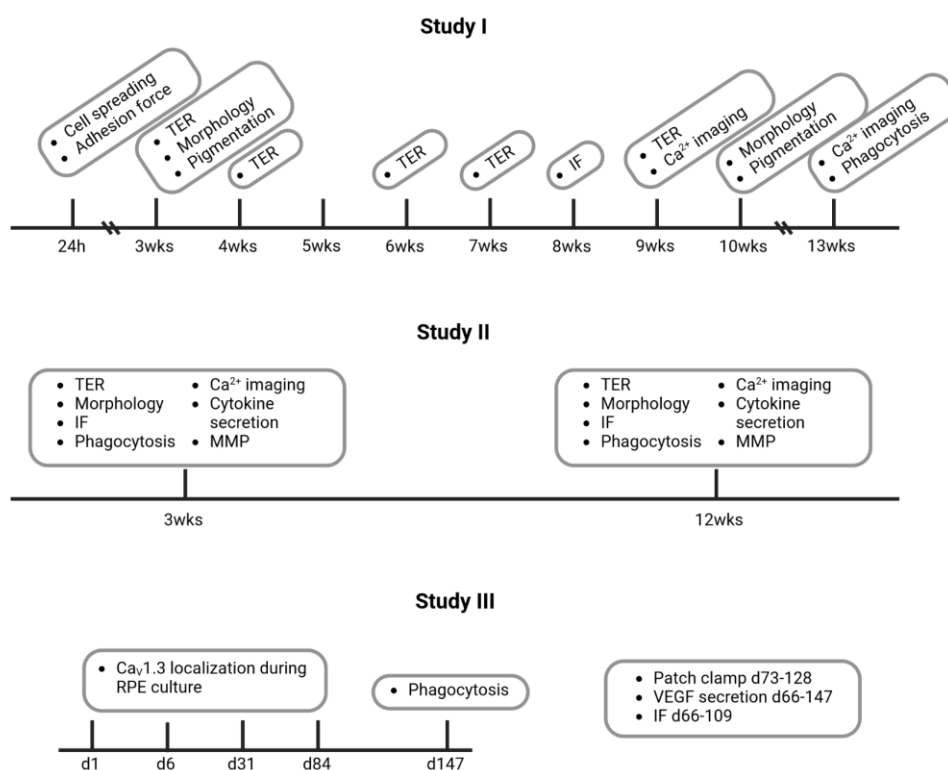 Study I
Cell spreading
Adhesion force
TER
Morphology
Pigmentation
TER
TER
TER
IF
TER
Ca²⁺ imaging
Morphology
Pigmentation
Ca²⁺ imaging
Phagocytosis
24h
3wks
4wks
5wks
6wks
7wks
8wks
9wks
10wks
13wks
Study II
TER
Morphology
IF
Phagocytosis
Ca²⁺ imaging
Cytokine
secretion
MMP
TER
Morphology
IF
Phagocytosis
Ca²⁺ imaging
Cytokine
secretion
MMP
3wks
12wks
Study III
Caᵥ1.3 localization during
RPE culture
Phagocytosis
Patch clamp d73-128
VEGF secretion d66-147
IF d66-109
d1
d6
d31
d84
d147